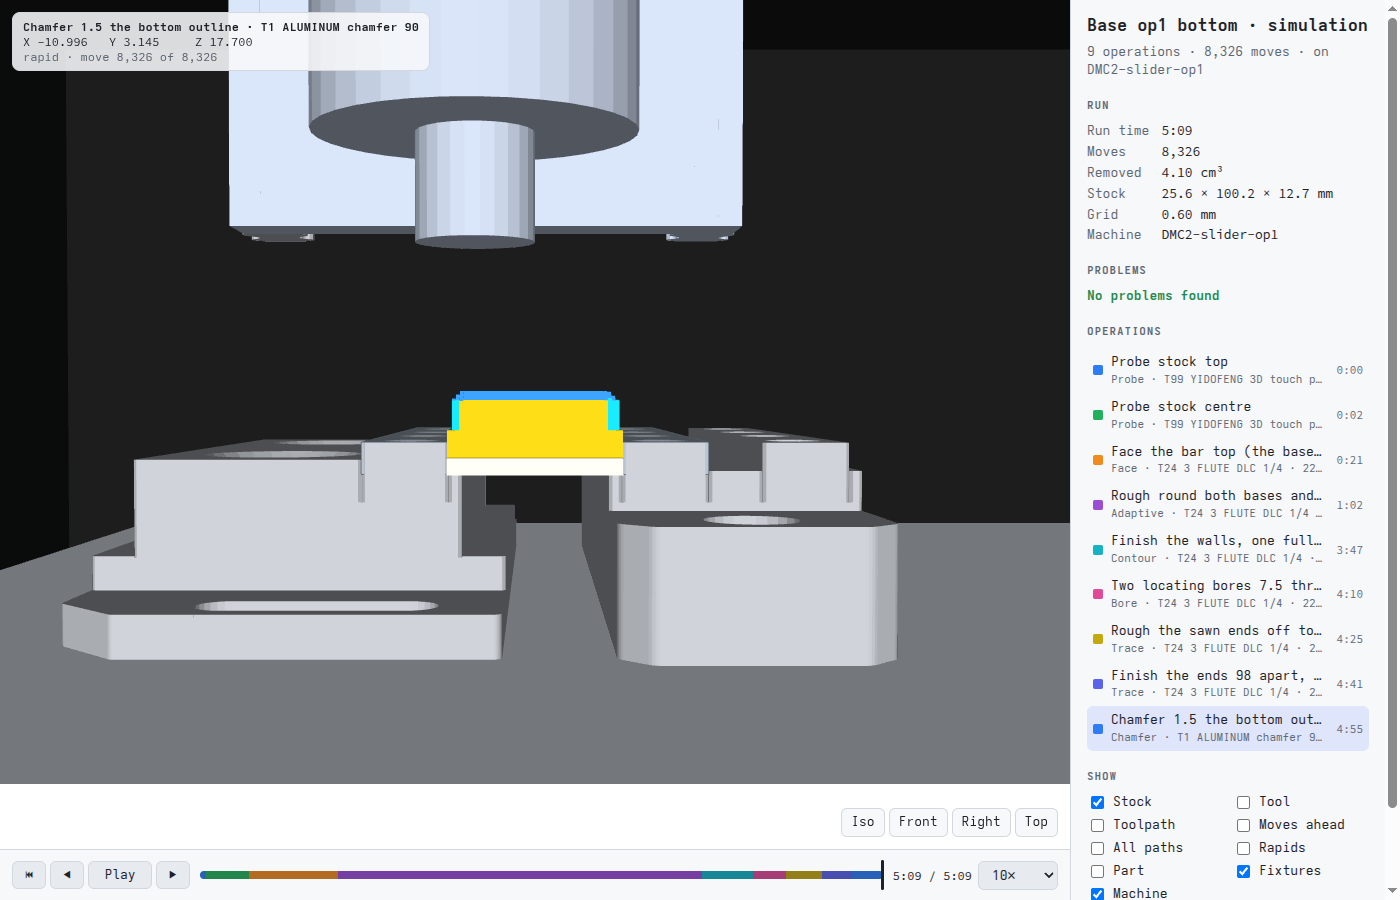 Chamfer 1.5 the bottom outline · T1 ALUMINUM chamfer 90
X -10.996 Y 3.145 Z 17.700
rapid · move 8,326 of 8,326
Base op1 bottom · simulation
9 operations · 8,326 moves · on
DMC2-slider-op1
RUN
Run time 5:09
Moves 8,326
Removed 4.10 cm³
Stock 25.6 × 100.2 × 12.7 mm
Grid 0.60 mm
Machine DMC2-slider-op1
PROBLEMS
No problems found
OPERATIONS
Probe stock top
Probe · T99 YIDOFENG 3D touch p… 0:00
Probe stock centre
Probe · T99 YIDOFENG 3D touch p… 0:02
Face the bar top (the base…
Face · T24 3 FLUTE DLC 1/4 · 22… 0:21
Rough round both bases and…
Adaptive · T24 3 FLUTE DLC 1/4 … 1:02
Finish the walls, one full…
Contour · T24 3 FLUTE DLC 1/4 ·… 3:47
Two locating bores 7.5 thr…
Bore · T24 3 FLUTE DLC 1/4 · 22… 4:10
Rough the sawn ends off to…
Trace · T24 3 FLUTE DLC 1/4 · 2… 4:25
Finish the ends 98 apart, …
Trace · T24 3 FLUTE DLC 1/4 · 2… 4:41
Chamfer 1.5 the bottom out…
Chamfer · T1 ALUMINUM chamfer 9… 4:55
SHOW
Stock Tool
Toolpath Moves ahead
All paths Rapids
Part Fixtures
Machine
Iso Front Right Top
Play 5:09 / 5:09 10×